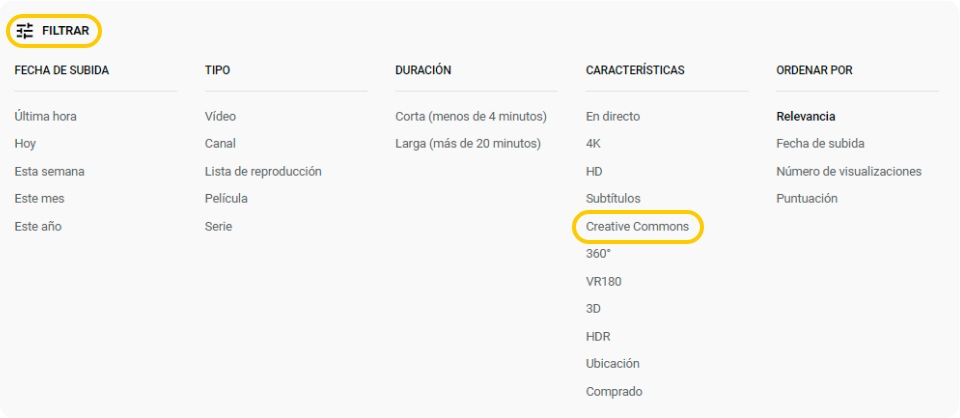 FILTRAR
FECHA DE SUBIDA
Última hora
Hoy
Esta semana
Este mes
Este año
TIPO
Vídeo
Canal
Lista de reproducción
Película
Serie
DURACIÓN
Corta (menos de 4 minutos)
Larga (más de 20 minutos)
CARACTERÍSTICAS
En directo
4K
HD
Subtítulos
Creative Commons
360°
VR180
3D
HDR
Ubicación
Comprado
ORDENAR POR
Relevancia
Fecha de subida
Número de visualizaciones
Puntuación